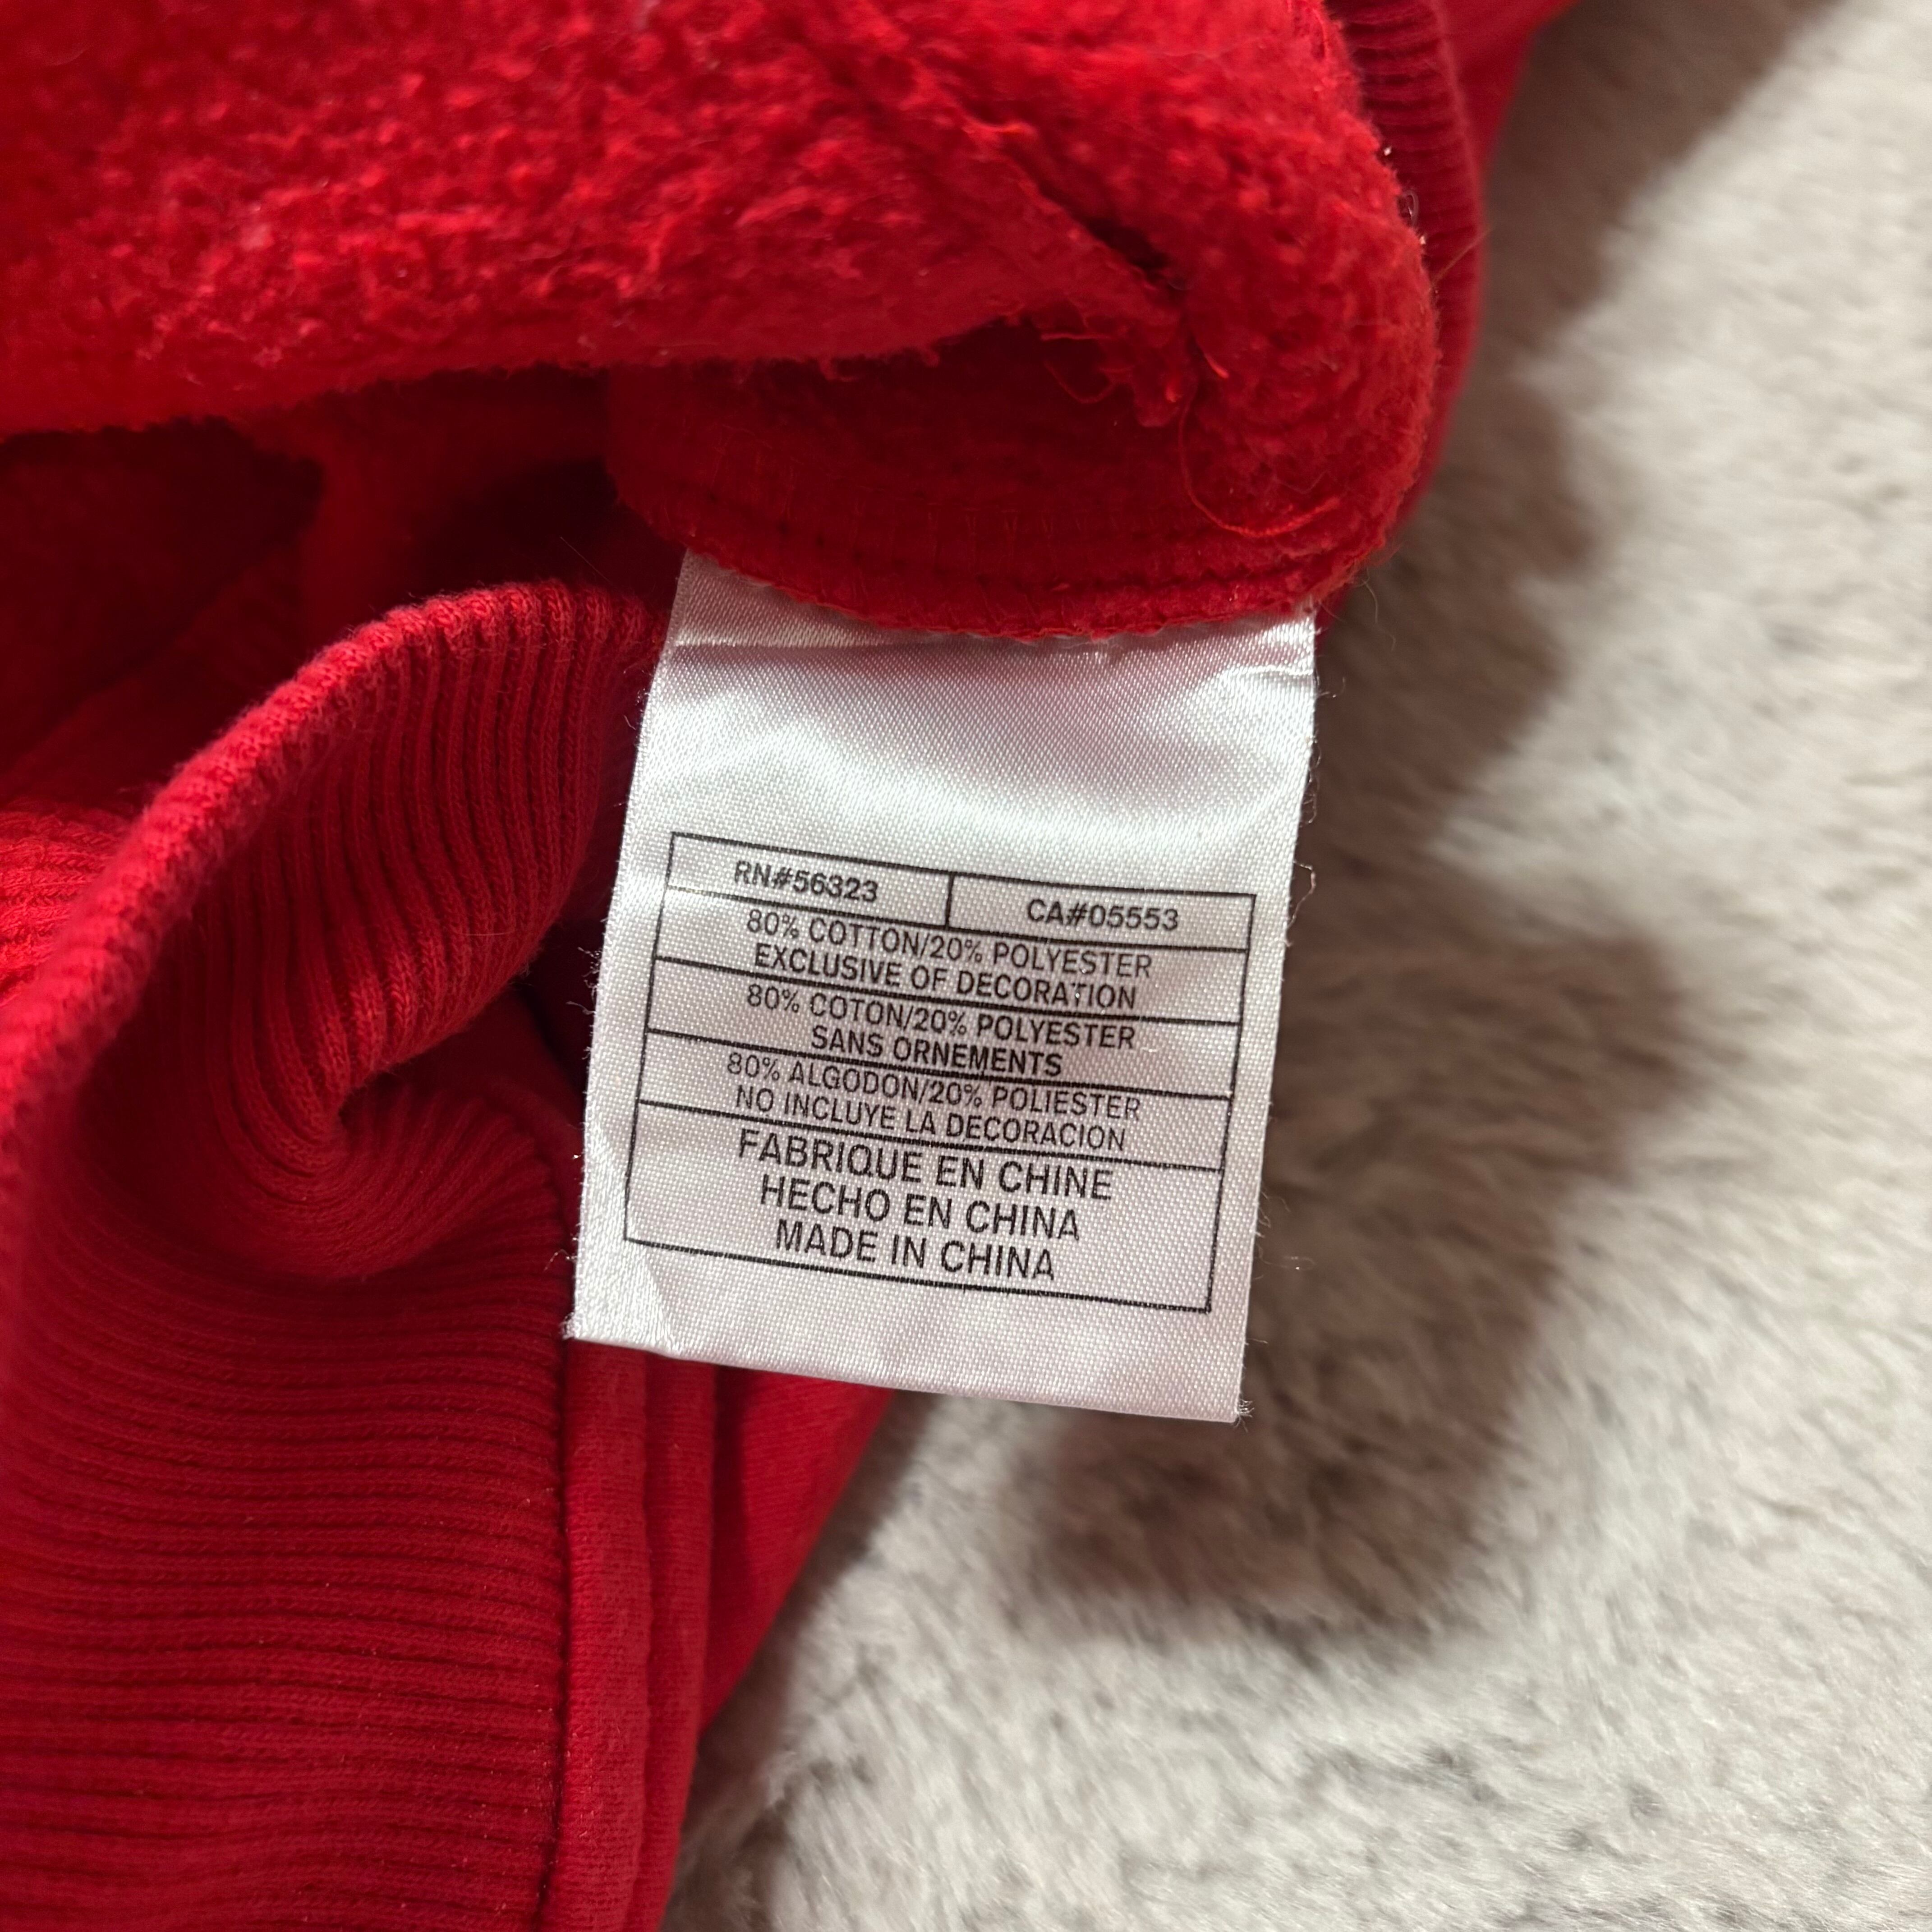 RN#56323 CA#05553
80% COTTON/20% POLYESTER
EXCLUSIVE OF DECORATION
80% COTON/20% POLYESTER
SANS ORNEMENTS
80% ALGODON/20% POLIESTER
NO INCLUYE LA DECORACION
FABRIQUE EN CHINE
HECHO EN CHINA
MADE IN CHINA